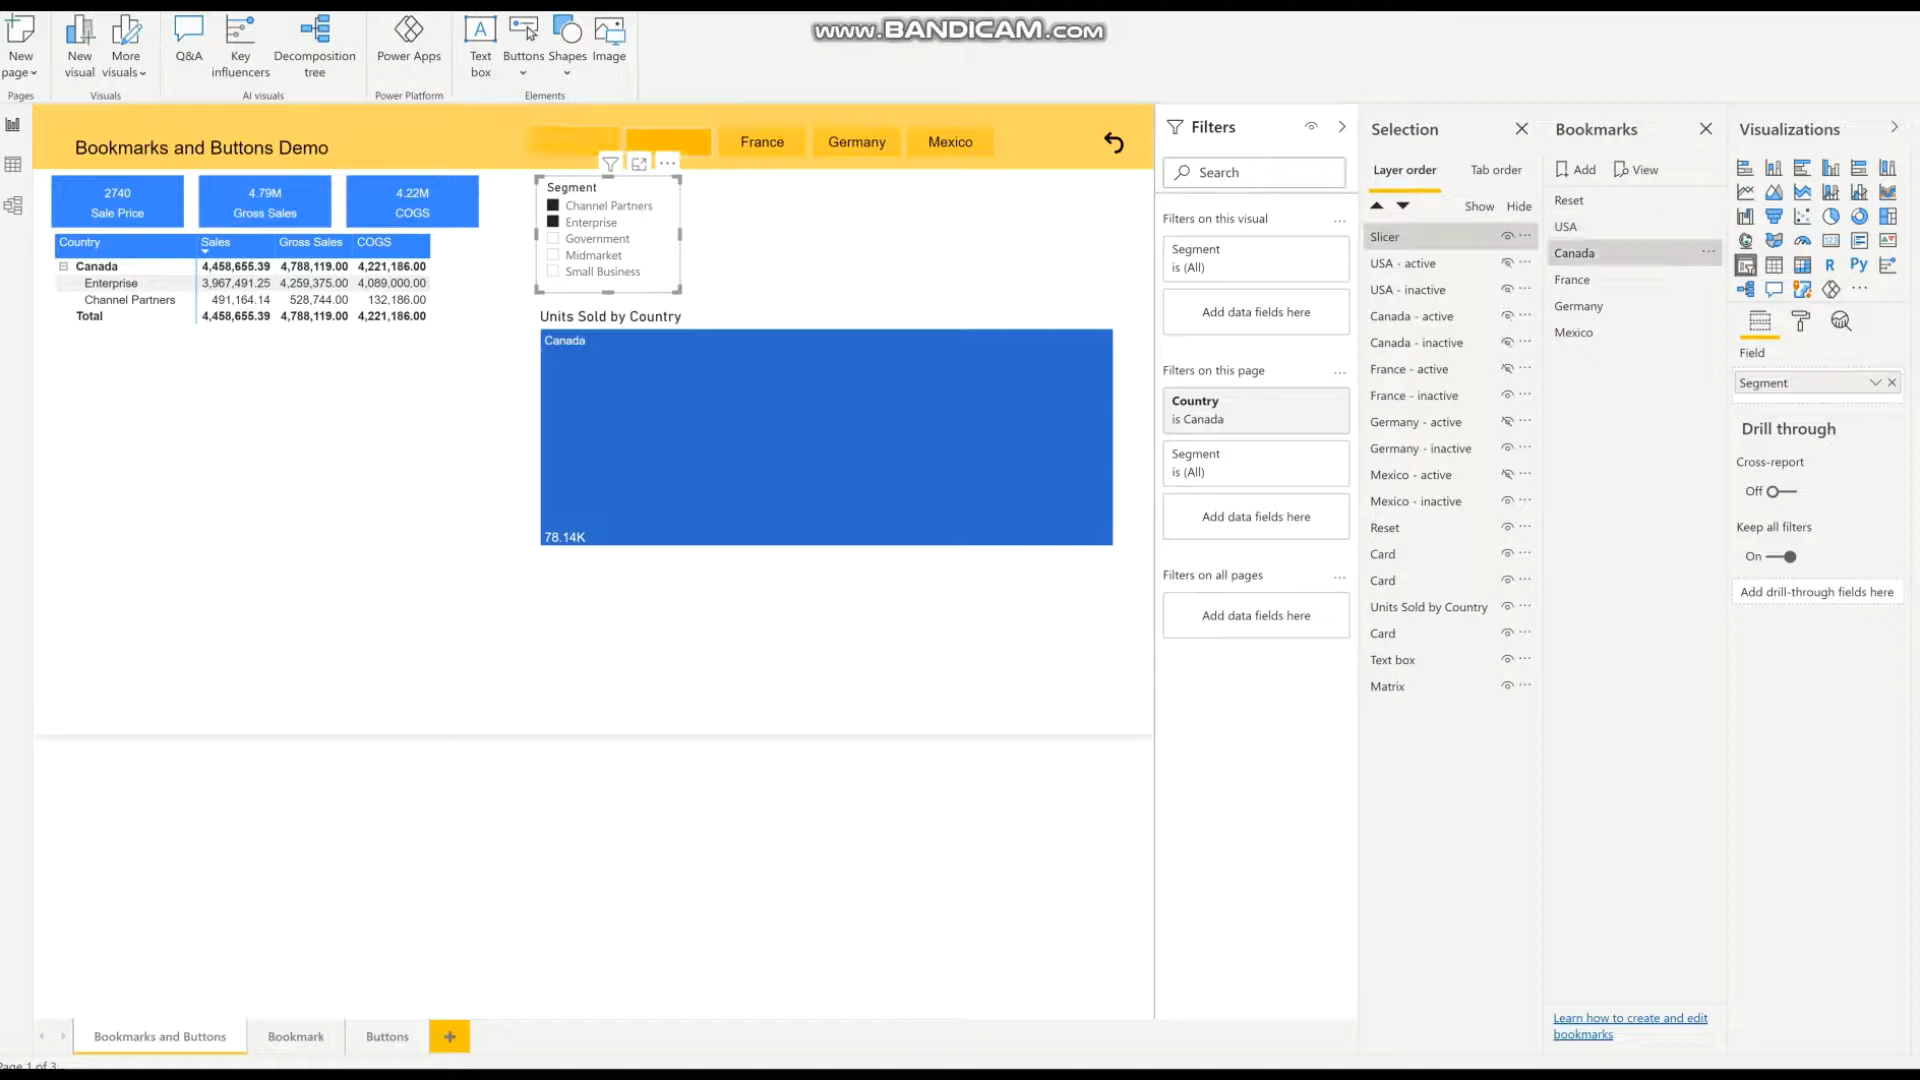 www.BANDICAM.com
New page
New visual
More visuals
Q&A
Key influencers
Decomposition tree
Power Apps
Text box
Buttons
Shapes
Image
Pages
Visuals
AI visuals
Power Platform
Elements
Bookmarks and Buttons Demo
France
Germany
Mexico
2740
Sale Price
4.79M
Gross Sales
4.22M
COGS
Country Sales Gross Sales COGS
Canada 4,458,655.39 4,788,119.00 4,221,186.00
Enterprise 3,967,491.25 4,259,375.00 4,089,000.00
Channel Partners 491,164.14 528,744.00 132,186.00
Total 4,458,655.39 4,788,119.00 4,221,186.00
Segment
Channel Partners
Enterprise
Government
Midmarket
Small Business
Units Sold by Country
Canada
78.14K
Filters
Search
Filters on this visual
Segment
is (All)
Add data fields here
Filters on this page
Country
is Canada
Segment
is (All)
Add data fields here
Filters on all pages
Add data fields here
Selection
Layer order
Tab order
Show
Hide
Slicer
USA - active
USA - inactive
Canada - active
Canada - inactive
France - active
France - inactive
Germany - active
Germany - inactive
Mexico - active
Mexico - inactive
Reset
Card
Card
Units Sold by Country
Card
Text box
Matrix
Bookmarks
Add
View
Reset
USA
Canada
France
Germany
Mexico
Learn how to create and edit
bookmarks
Visualizations
R
Py
Field
Segment
Drill through
Cross-report
Off
Keep all filters
On
Add drill-through fields here
Bookmarks and Buttons
Bookmark
Buttons
Page 1 of 3